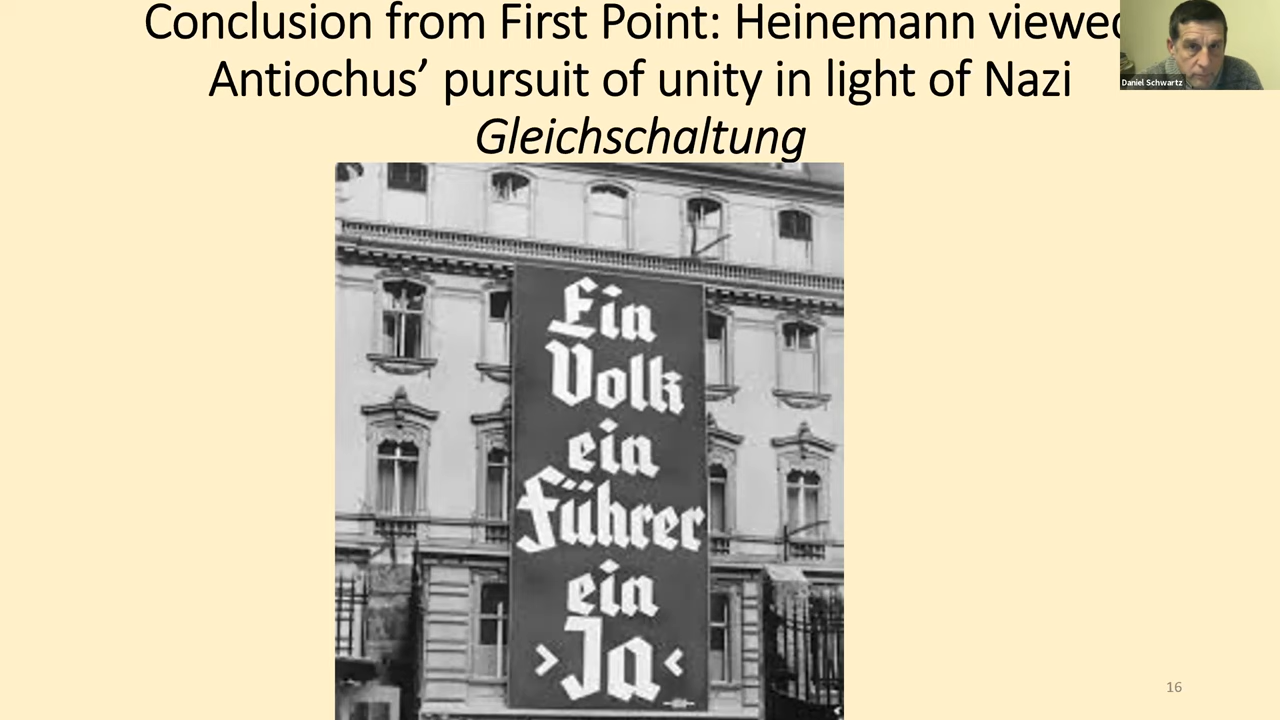 Conclusion from First Point: Heinemann viewed
Antiochus’ pursuit of unity in light of Nazi
Gleichschaltung
Daniel Schwartz
Ein
Volk
ein
Führer
ein
>Ja<
16